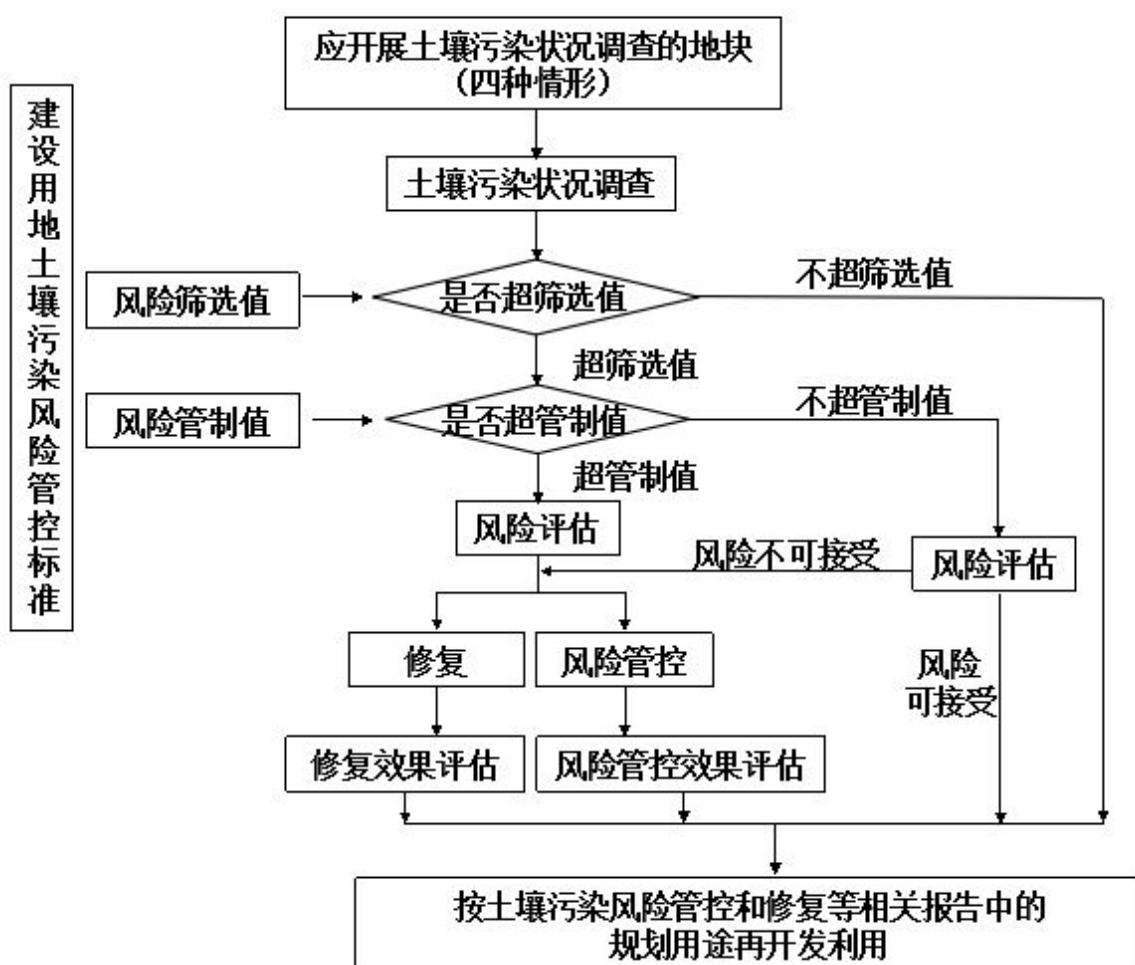 应开展土壤污染状况调查的地块
（四种情形）
建设用地土壤污染风险管控标准
土壤污染状况调查
风险筛选值
是否超筛选值
不超筛选值
超筛选值
风险管制值
是否超管制值
不超管制值
超管制值
风险评估
风险不可接受
风险评估
修复
风险管控
风险
可接受
修复效果评估
风险管控效果评估
按土壤污染风险管控和修复等相关报告中的
规划用途再开发利用